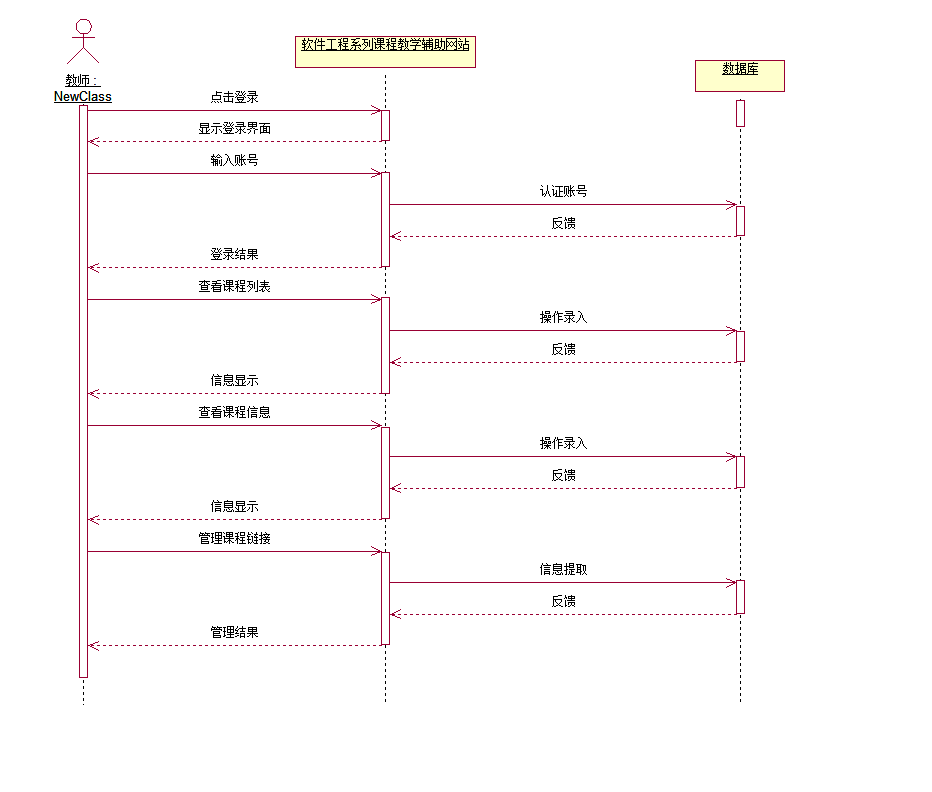 软件工程系列课程教学辅助网站
数据库
教师：
NewClass
点击登录
显示登录界面
输入账号
认证账号
反馈
登录结果
查看课程列表
操作录入
反馈
信息显示
查看课程信息
操作录入
反馈
信息显示
管理课程链接
信息提取
反馈
管理结果